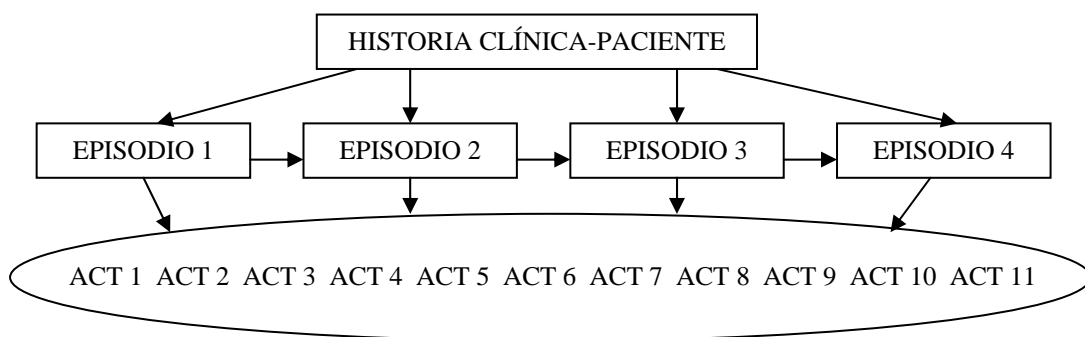 HISTORIA CLÍNICA-PACIENTE
EPISODIO 1 EPISODIO 2 EPISODIO 3 EPISODIO 4
ACT 1 ACT 2 ACT 3 ACT 4 ACT 5 ACT 6 ACT 7 ACT 8 ACT 9 ACT 10 ACT 11